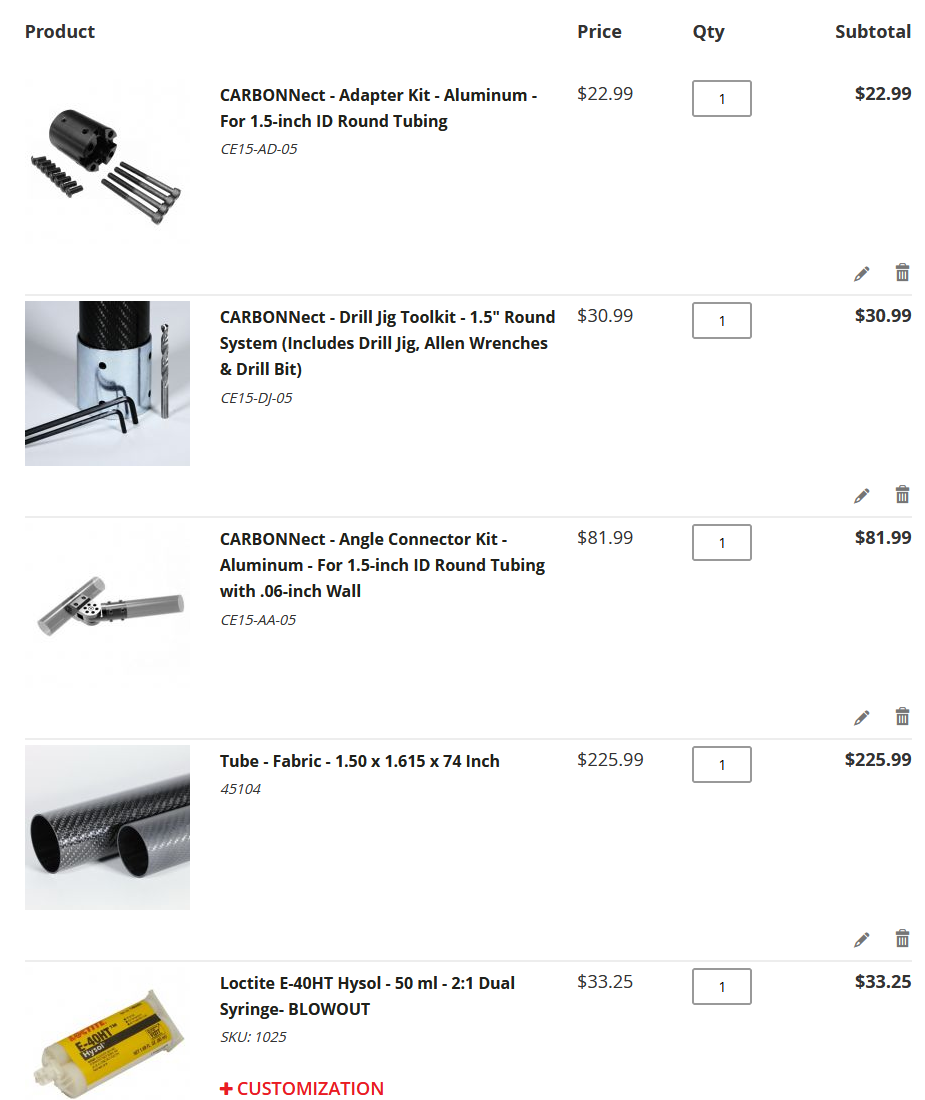 Product Price Qty Subtotal
CARBONNect - Adapter Kit - Aluminum - $22.99 1 $22.99
For 1.5-inch ID Round Tubing
CE15-AD-05
CARBONNect - Drill Jig Toolkit - 1.5" Round $30.99 1 $30.99
System (Includes Drill Jig, Allen Wrenches
& Drill Bit)
CE15-DJ-05
CARBONNect - Angle Connector Kit - $81.99 1 $81.99
Aluminum - For 1.5-inch ID Round Tubing
with .06-inch Wall
CE15-AA-05
Tube - Fabric - 1.50 x 1.615 x 74 Inch $225.99 1 $225.99
45104
Loctite E-40HT Hysol - 50 ml - 2:1 Dual $33.25 1 $33.25
Syringe- BLOWOUT
SKU: 1025
LOCTITE
E-40HT™
Hysol
+ CUSTOMIZATION